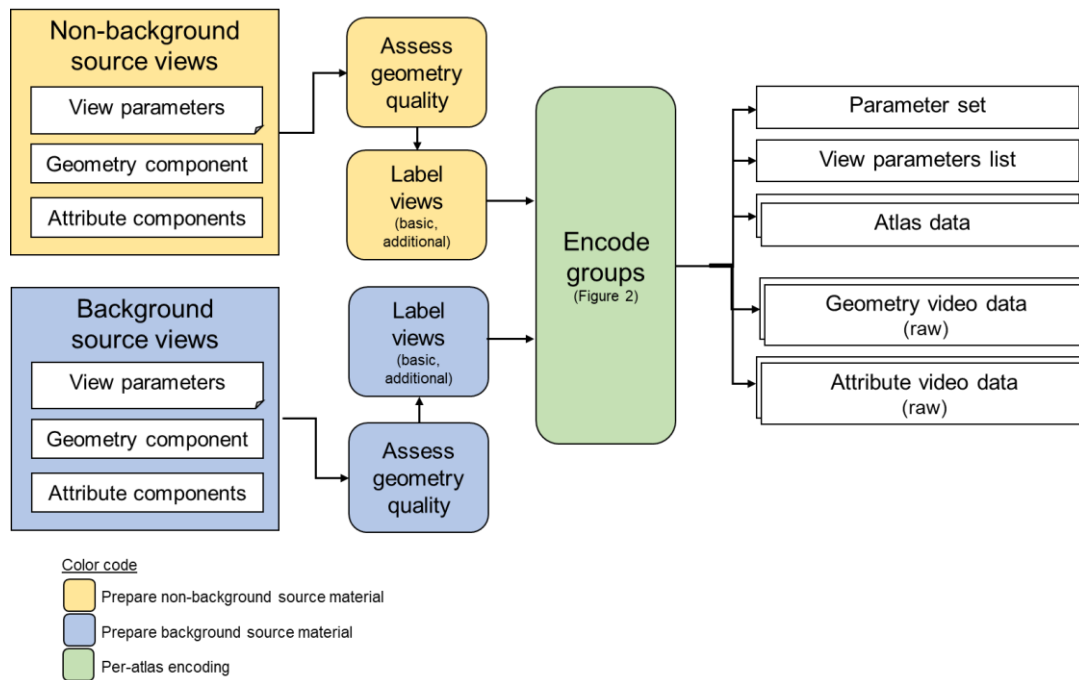 Non-background
source views
View parameters
Geometry component
Attribute components
Assess
geometry
quality
Label
views
(basic,
additional)
Background
source views
View parameters
Geometry component
Attribute components
Label
views
(basic,
additional)
Assess
geometry
quality
Encode
groups
(Figure 2)
Parameter set
View parameters list
Atlas data
Geometry video data
(raw)
Attribute video data
(raw)
Color code
Prepare non-background source material
Prepare background source material
Per-atlas encoding